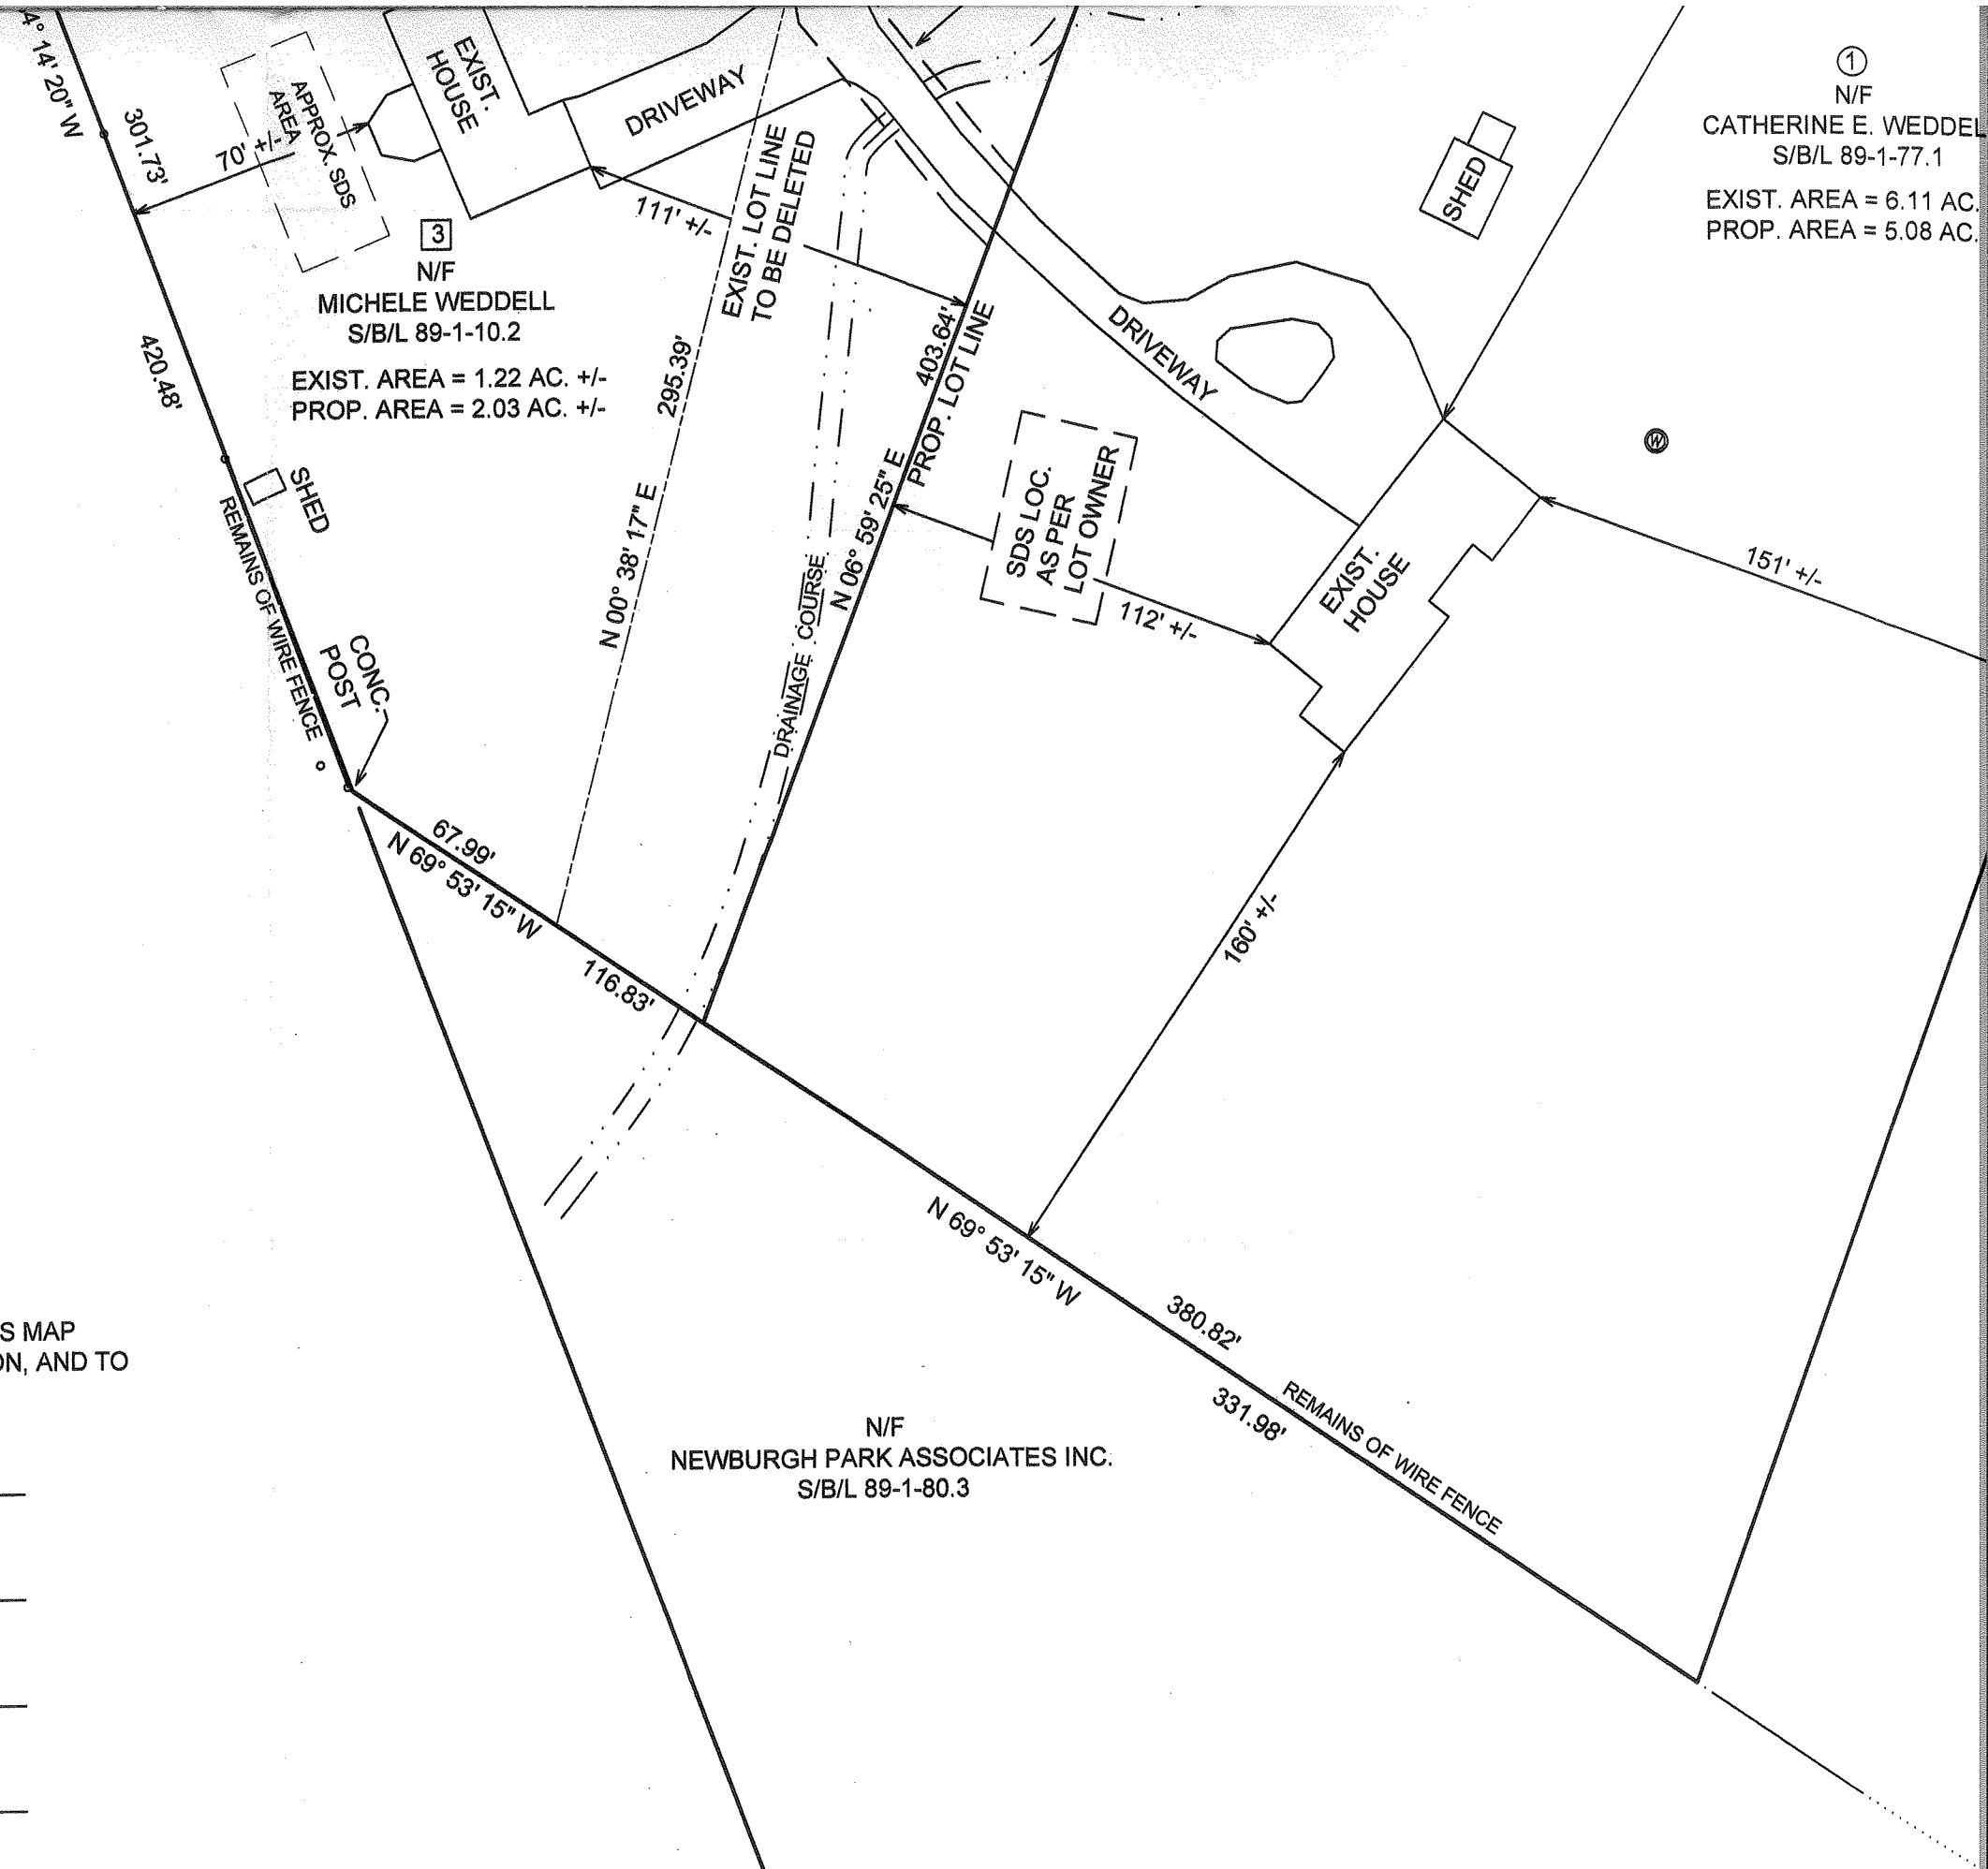 4° 14' 20" W
301.73'
70' +/-
APPROX. SDS
AREA
EXIST.
HOUSE
DRIVEWAY
111' +/-
EXIST. LOT LINE
TO BE DELETED
3
N/F
MICHELE WEDDELL
S/B/L 89-1-10.2
EXIST. AREA = 1.22 AC. +/-
PROP. AREA = 2.03 AC. +/-
1
N/F
CATHERINE E. WEDDEL
S/B/L 89-1-77.1
EXIST. AREA = 6.11 AC.
PROP. AREA = 5.08 AC.
SHED
420.48'
295.39'
N 00° 38' 17" E
403.64'
PROP. LOT LINE
N 06° 59' 25" E
DRIVEWAY
SHED
REMAINS OF WIRE FENCE
CONC.
POST
DRAINAGE COURSE
SDS LOC.
AS PER
LOT OWNER
112' +/-
EXIST.
HOUSE
W
151' +/-
67.99'
N 69° 53' 15" W
116.83'
160' +/-
N 69° 53' 15" W
380.82'
331.98'
REMAINS OF WIRE FENCE
S MAP
ON, AND TO
N/F
NEWBURGH PARK ASSOCIATES INC.
S/B/L 89-1-80.3